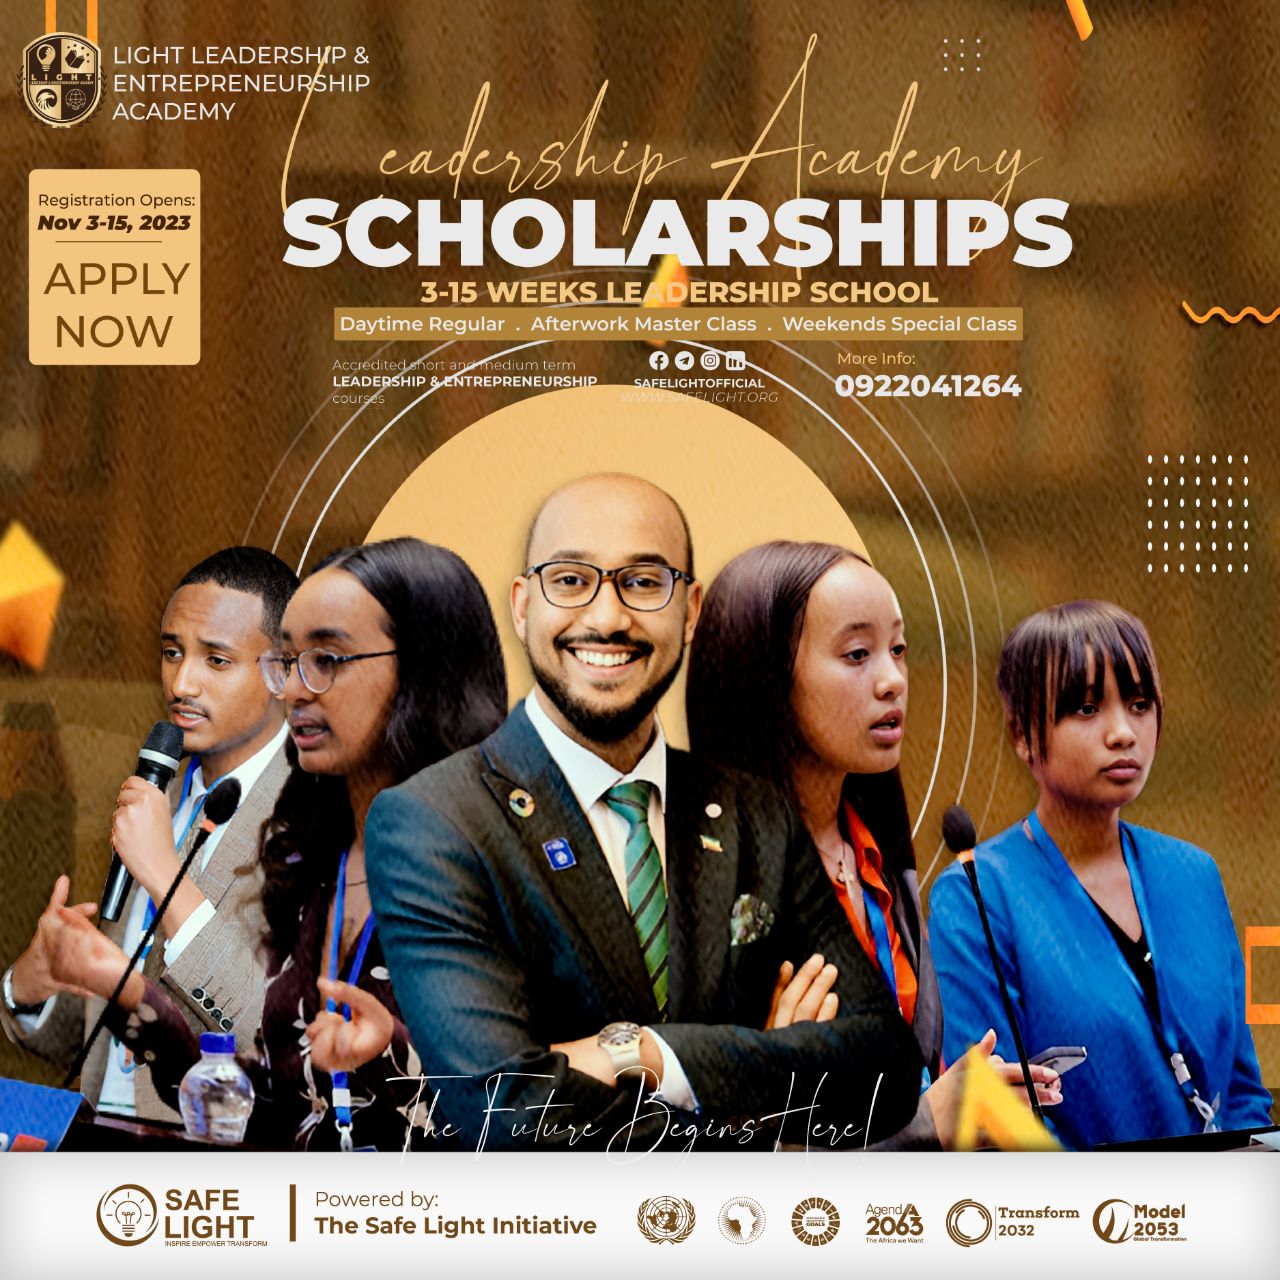 LIGHT LEADERSHIP &
ENTREPRENEURSHIP
ACADEMY
LIGHT
Leadership Academy
SCHOLARSHIPS
3-15 WEEKS LEADERSHIP SCHOOL
Daytime Regular . Afterwork Master Class . Weekends Special Class
Registration Opens:
Nov 3-15, 2023
APPLY
NOW
Accredited short and medium term
LEADERSHIP & ENTREPRENEURSHIP
courses
SAFELIGHTOFFICIAL
WWW.SAFELIGHT.ORG
More Info:
0922041264
The Future Begins Here!
SAFE
LIGHT
INSPIRE EMPOWER TRANSFORM
Powered by:
The Safe Light Initiative
GOALS
Agenda
2063
The Africa we Want
Transform
2032
Model
2053
Global Transformation